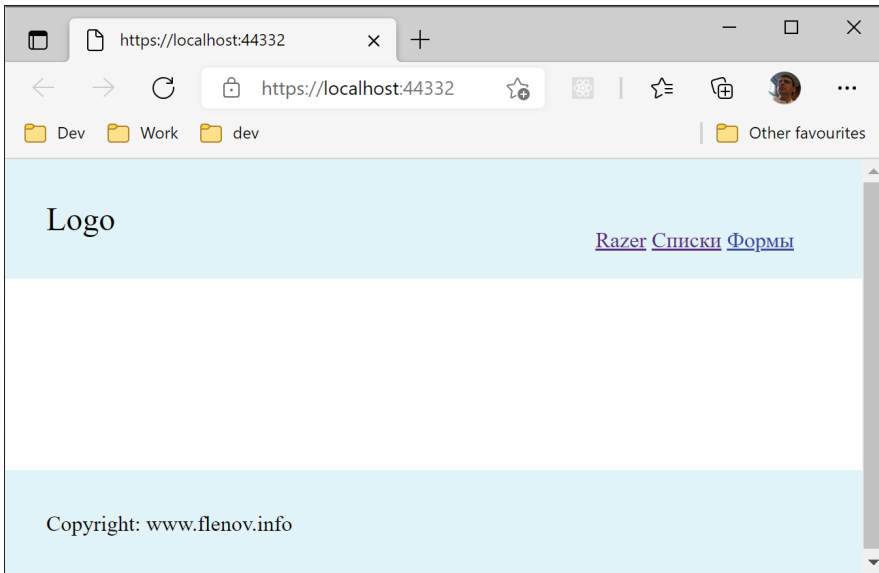 https://localhost:44332
https://localhost:44332
Dev Work dev Other favourites
Logo
Razer Списки Формы
Copyright: www.flenov.info